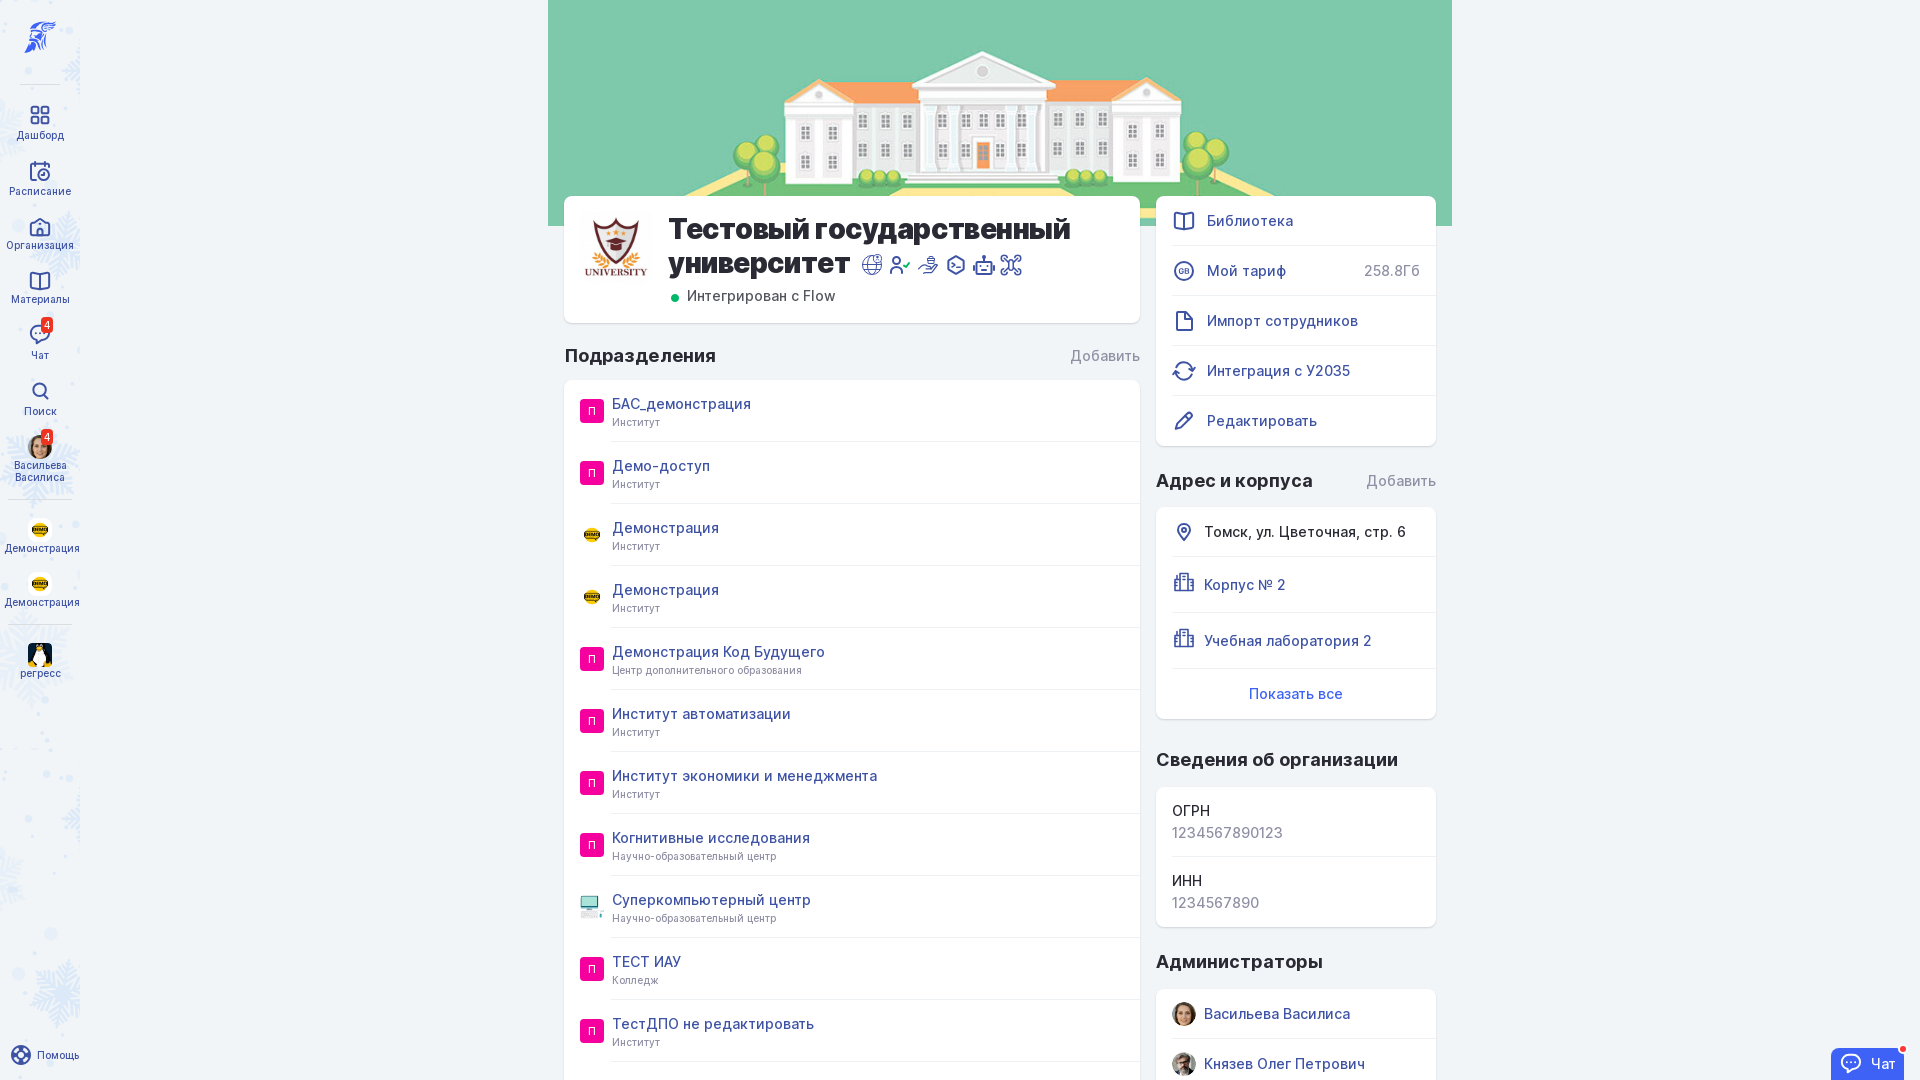 Дашборд
Расписание
Организация
Материалы
4
Чат
Поиск
4
Васильева
Василиса
DEMO
Демонстрация
DEMO
Демонстрация
регресс
Помощь
UNIVERSITY
Тестовый государственный
университет
Интегрирован с Flow
Подразделения
Добавить
П
БАС_демонстрация
Институт
П
Демо-доступ
Институт
DEMO
Демонстрация
Институт
DEMO
Демонстрация
Институт
П
Демонстрация Код Будущего
Центр дополнительного образования
П
Институт автоматизации
Институт
П
Институт экономики и менеджмента
Институт
П
Когнитивные исследования
Научно-образовательный центр
Суперкомпьютерный центр
Научно-образовательный центр
П
ТЕСТ ИАУ
Колледж
П
ТестДПО не редактировать
Институт
Библиотека
GB
Мой тариф
258.8Гб
Импорт сотрудников
Интеграция с У2035
Редактировать
Адрес и корпуса
Добавить
Томск, ул. Цветочная, стр. 6
Корпус № 2
Учебная лаборатория 2
Показать все
Сведения об организации
ОГРН
1234567890123
ИНН
1234567890
Администраторы
Васильева Василиса
Князев Олег Петрович
Чат